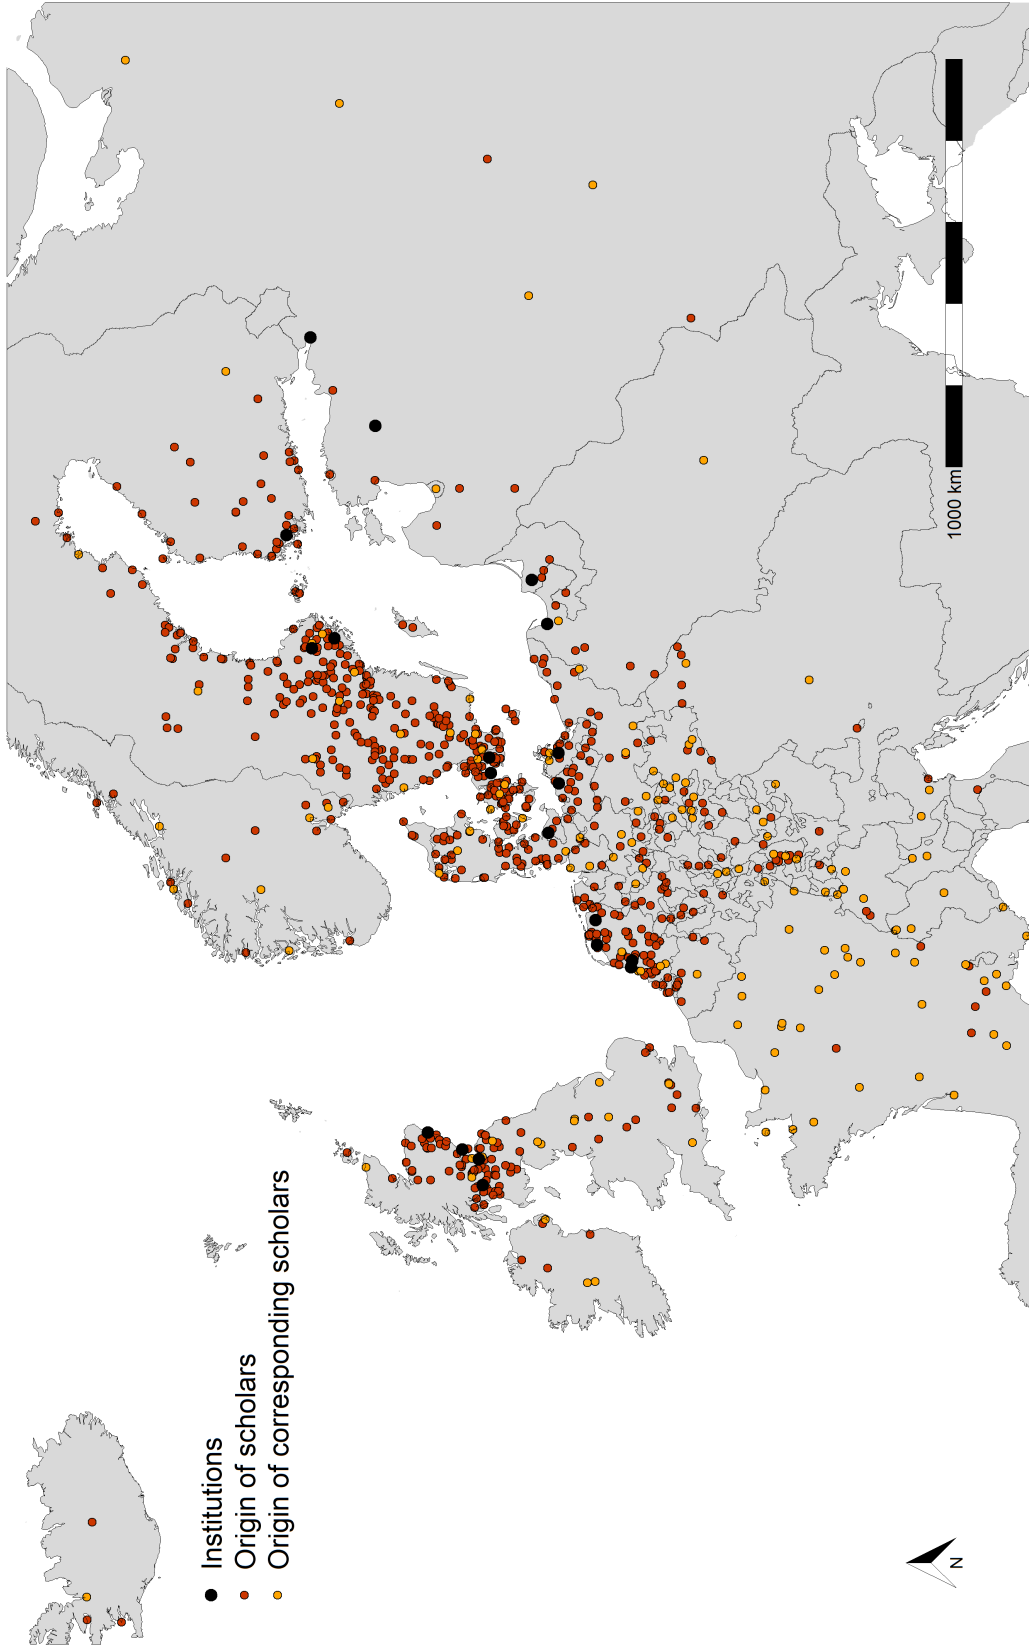 Institutions
Origin of scholars
Origin of corresponding scholars
1000 km
N